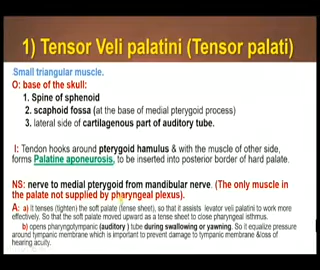 1) Tensor Veli palatini (Tensor palati)
Small triangular muscle.
O: base of the skull:
1. Spine of sphenoid
2. scaphoid fossa (at the base of medial pterygoid process)
3. lateral side of cartilagenous part of auditory tube.
I: Tendon hooks around pterygoid hamulus & with the muscle of other side,
forms Palatine aponeurosis, to be inserted into posterior border of hard palate.
NS: nerve to medial pterygoid from mandibular nerve. (The only muscle in
the palate not supplied by pharyngeal plexus).
A: a) It tenses (tighten) the soft palate (tense sheet), so that it assists levator veli palatini to work more
effectively. So that the soft palate moved upward as a tense sheet to close pharyngeal isthmus.
b) opens pharyngotympanic (auditory) tube during swallowing or yawning. So it equalize pressure
around tympanic membrane which is important to prevent damage to tympanic membrane &loss of
hearing acuity.